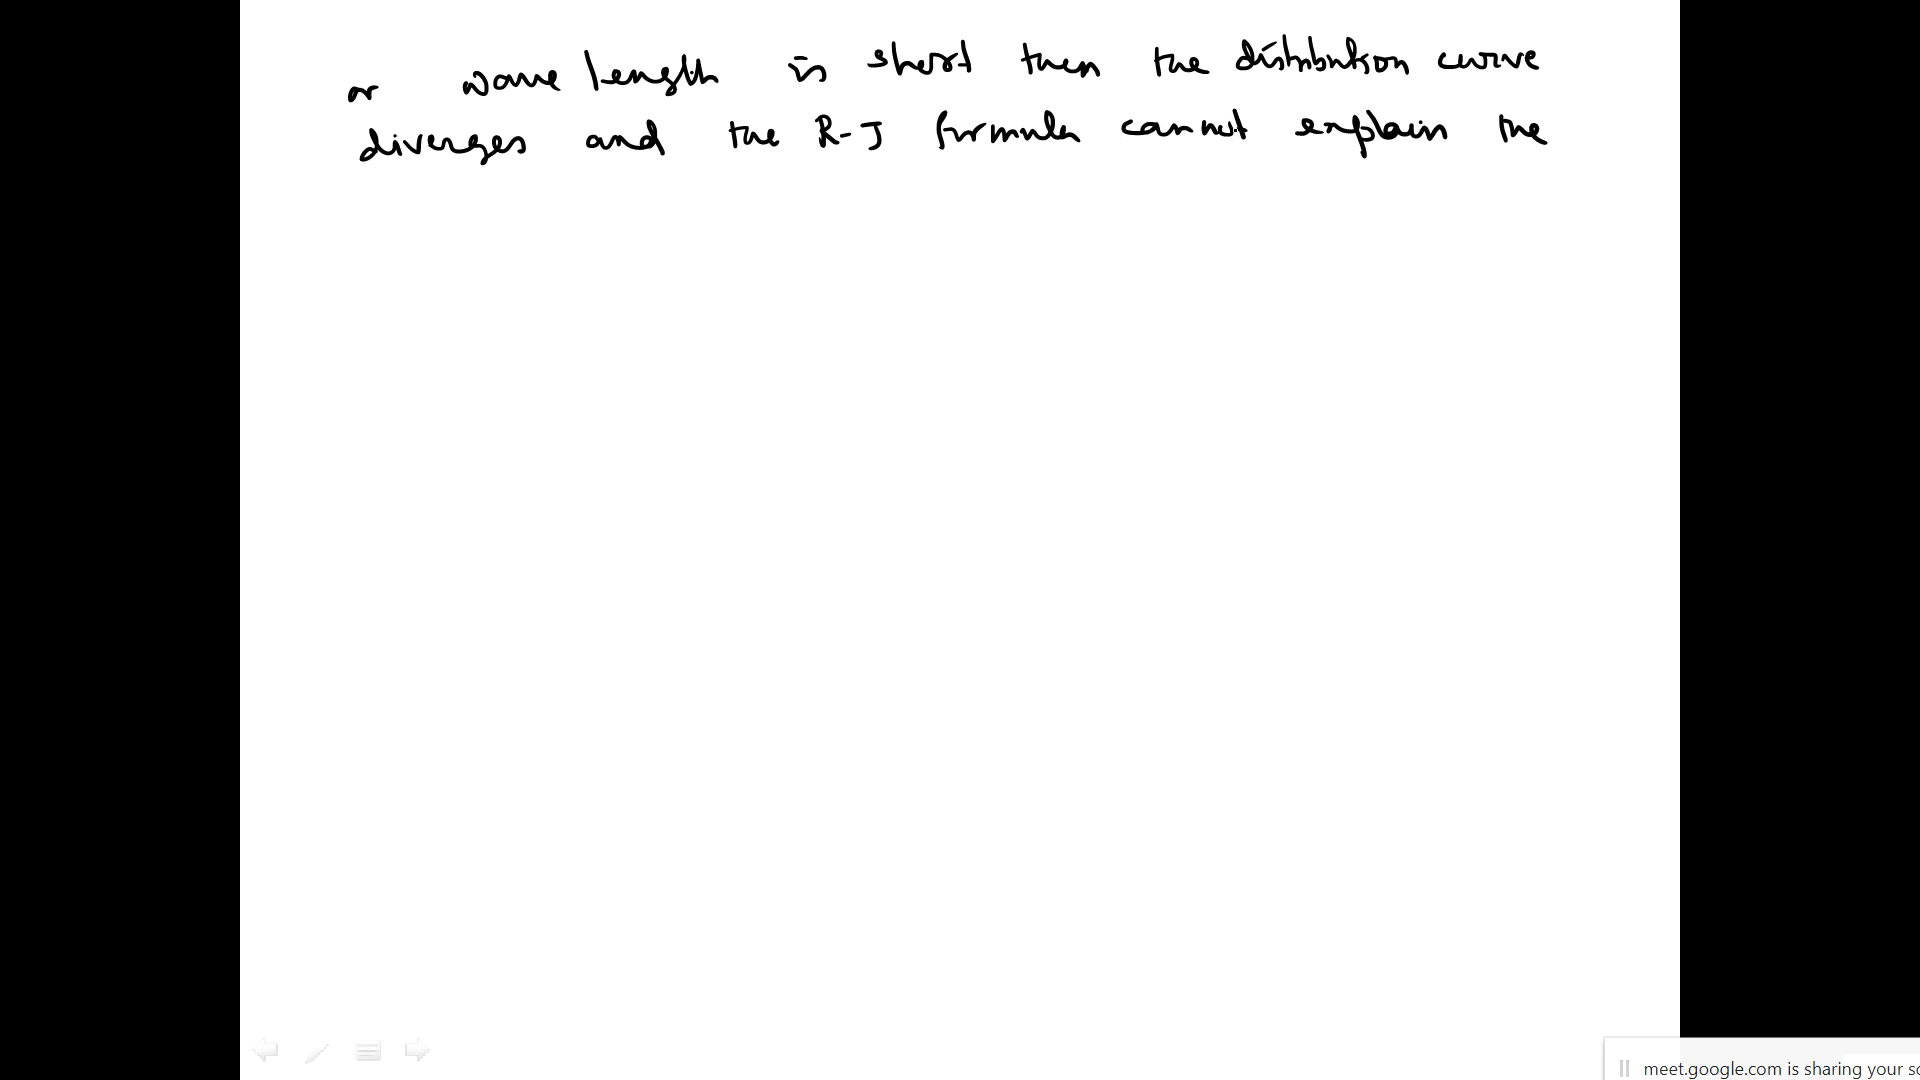 or wave length is short then the distribution curve
diverges and the R-J formula cannot explain the
meet.google.com is sharing your sc